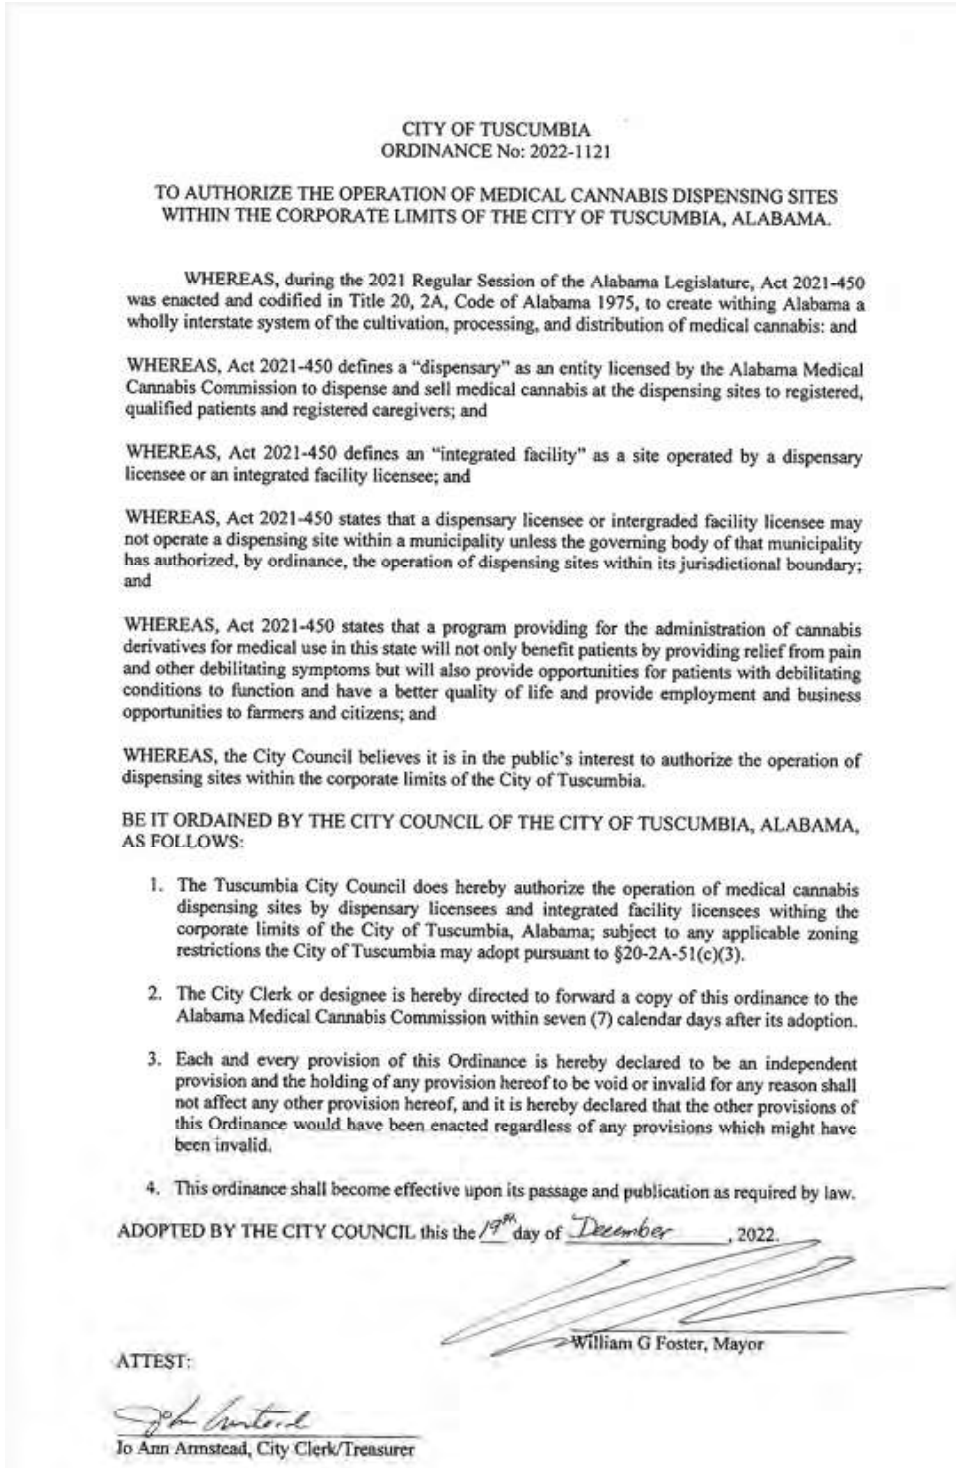 CITY OF TUSCUMBIA
ORDINANCE No: 2022-1121
TO AUTHORIZE THE OPERATION OF MEDICAL CANNABIS DISPENSING SITES
WITHIN THE CORPORATE LIMITS OF THE CITY OF TUSCUMBIA, ALABAMA.
WHEREAS, during the 2021 Regular Session of the Alabama Legislature, Act 2021-450
was enacted and codified in Title 20, 2A, Code of Alabama 1975, to create withing Alabama a
wholly interstate system of the cultivation, processing, and distribution of medical cannabis: and
WHEREAS, Act 2021-450 defines a “dispensary” as an entity licensed by the Alabama Medical
Cannabis Commission to dispense and sell medical cannabis at the dispensing sites to registered,
qualified patients and registered caregivers; and
WHEREAS, Act 2021-450 defines an “integrated facility” as a site operated by a dispensary
licensee or an integrated facility licensee; and
WHEREAS, Act 2021-450 states that a dispensary licensee or intergraded facility licensee may
not operate a dispensing site within a municipality unless the governing body of that municipality
has authorized, by ordinance, the operation of dispensing sites within its jurisdictional boundary;
and
WHEREAS, Act 2021-450 states that a program providing for the administration of cannabis
derivatives for medical use in this state will not only benefit patients by providing relief from pain
and other debilitating symptoms but will also provide opportunities for patients with debilitating
conditions to function and have a better quality of life and provide employment and business
opportunities to farmers and citizens; and
WHEREAS, the City Council believes it is in the public’s interest to authorize the operation of
dispensing sites within the corporate limits of the City of Tuscumbia.
BE IT ORDAINED BY THE CITY COUNCIL OF THE CITY OF TUSCUMBIA, ALABAMA,
AS FOLLOWS:
1. The Tuscumbia City Council does hereby authorize the operation of medical cannabis
dispensing sites by dispensary licensees and integrated facility licensees withing the
corporate limits of the City of Tuscumbia, Alabama; subject to any applicable zoning
restrictions the City of Tuscumbia may adopt pursuant to §20-2A-51(c)(3).
2. The City Clerk or designee is hereby directed to forward a copy of this ordinance to the
Alabama Medical Cannabis Commission within seven (7) calendar days after its adoption.
3. Each and every provision of this Ordinance is hereby declared to be an independent
provision and the holding of any provision hereof to be void or invalid for any reason shall
not affect any other provision hereof, and it is hereby declared that the other provisions of
this Ordinance would have been enacted regardless of any provisions which might have
been invalid.
4. This ordinance shall become effective upon its passage and publication as required by law.
ADOPTED BY THE CITY COUNCIL this the 19th day of December, 2022.
William G Foster, Mayor
ATTEST:
Jo Ann Armstead, City Clerk/Treasurer